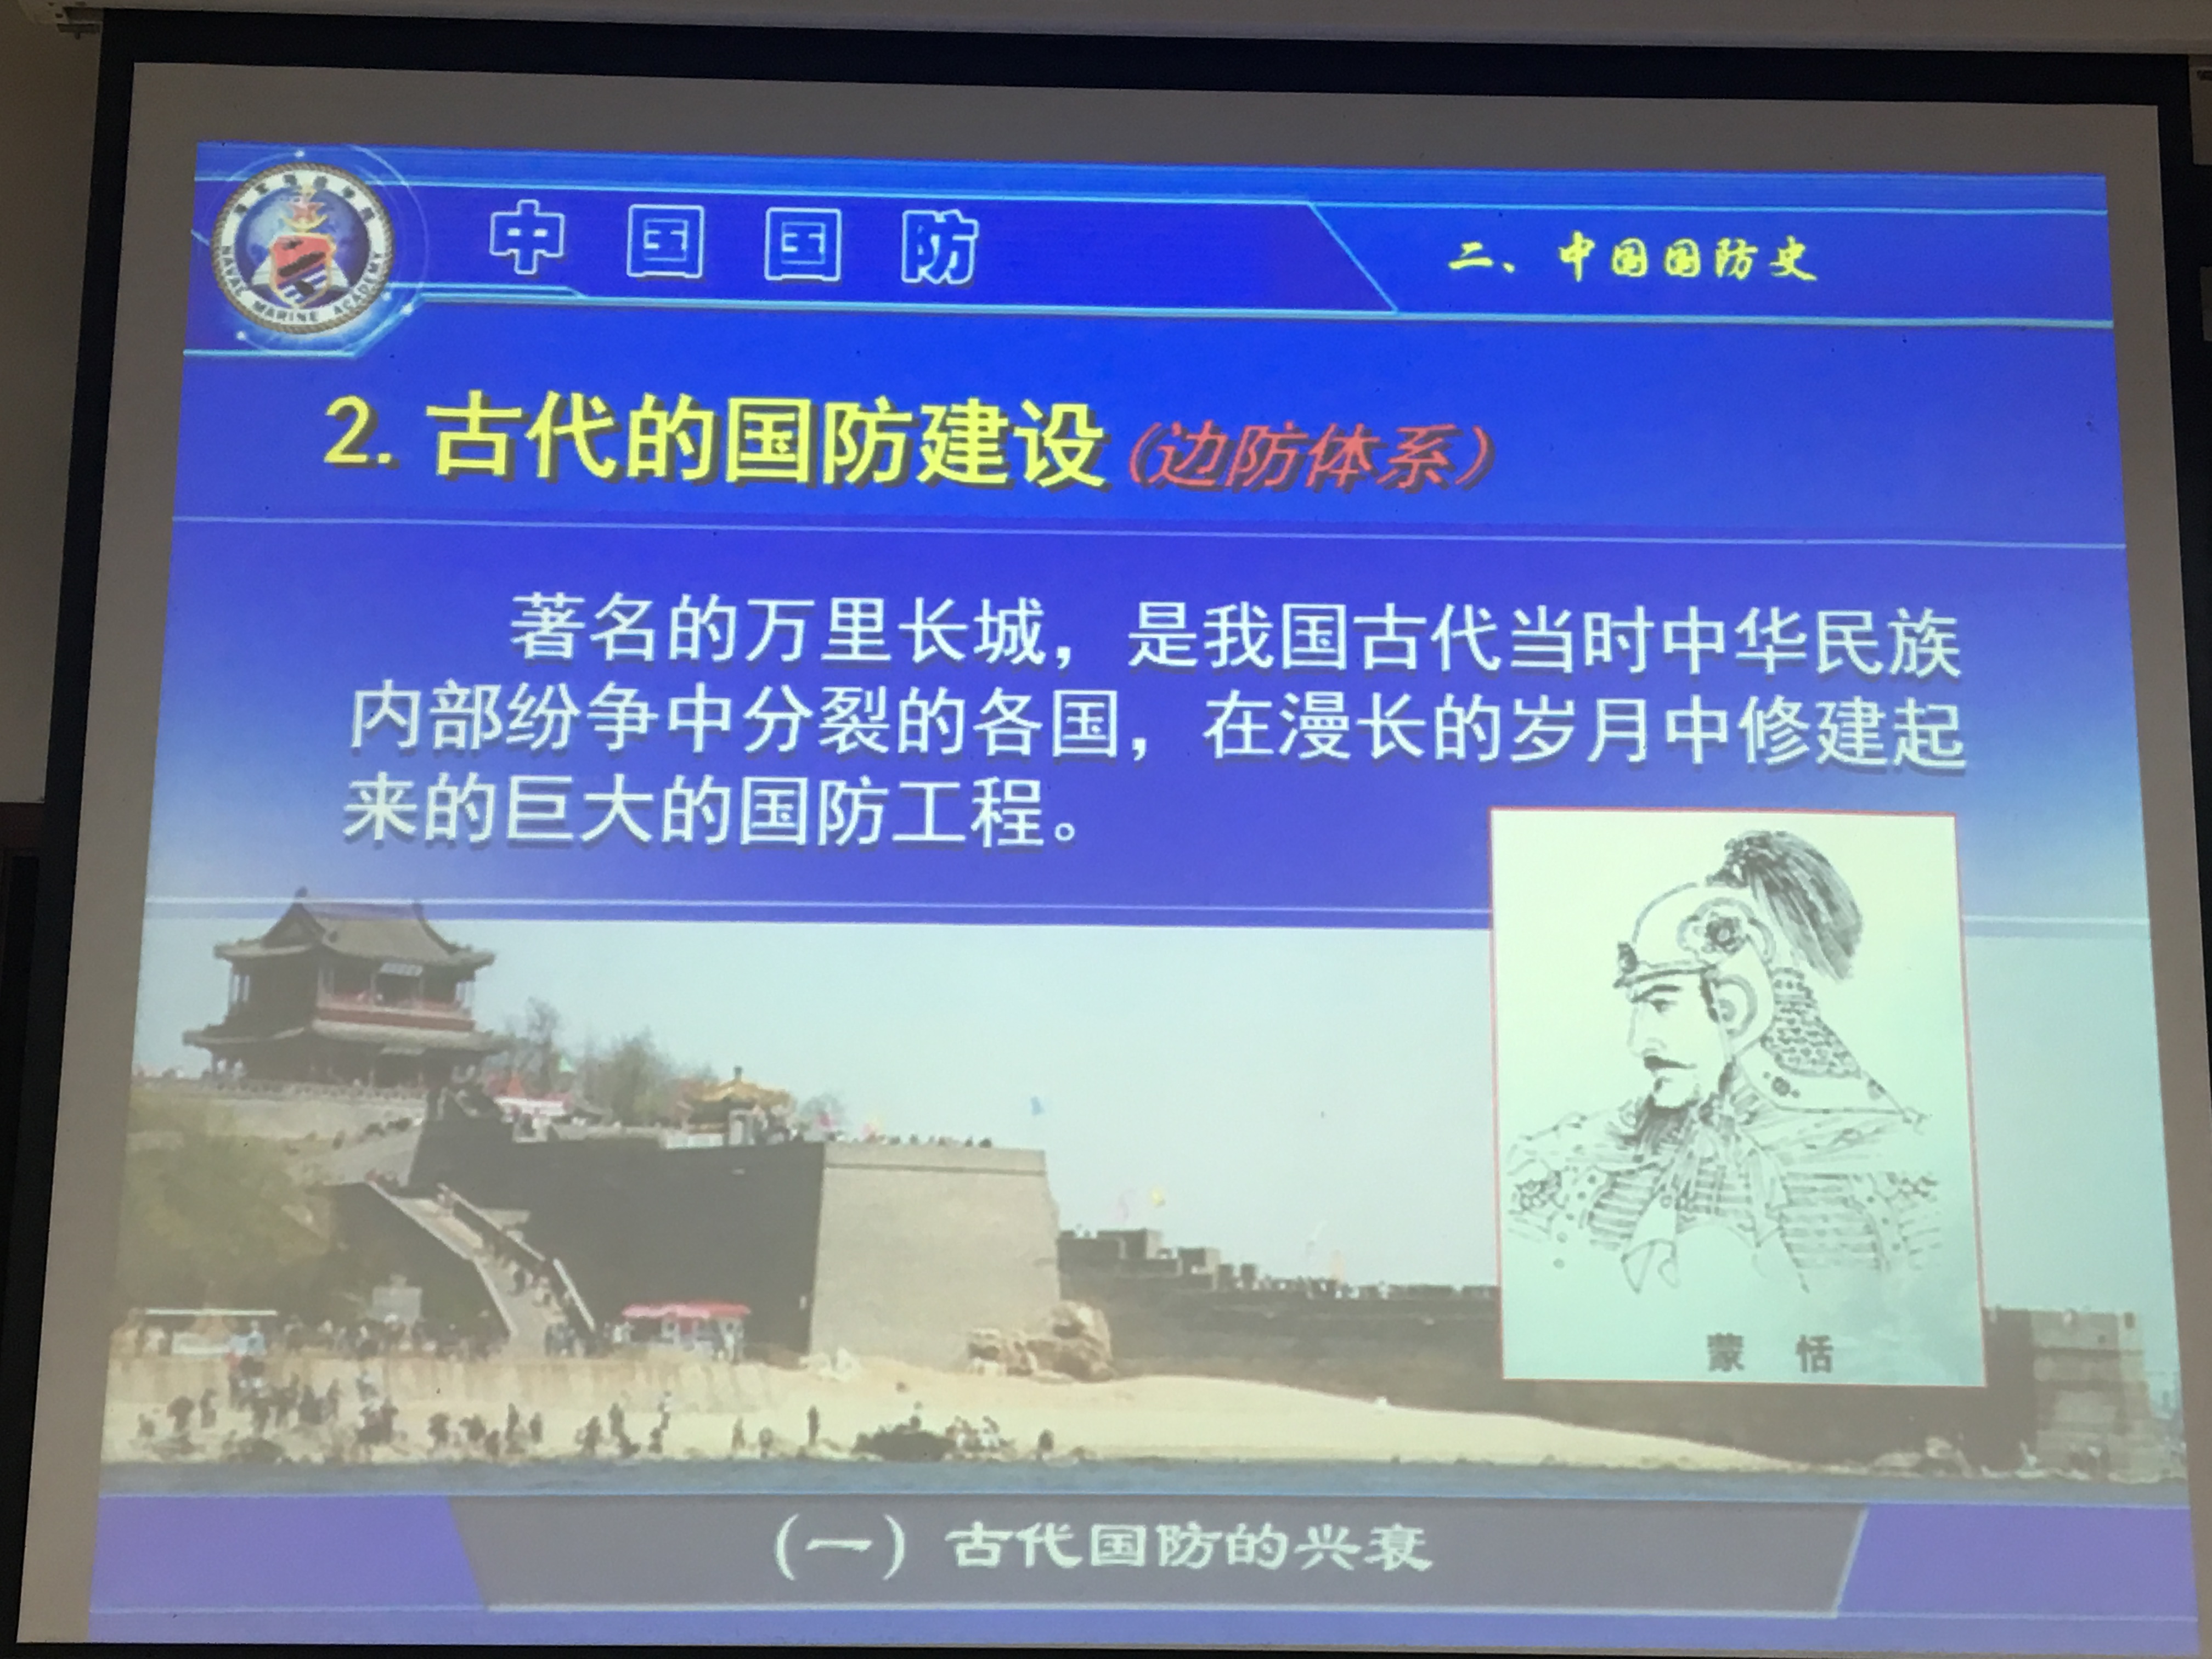 中国国防
二、中国国防史
NAVAL MARINE ACADEMY
2. 古代的国防建设(边防体系)
著名的万里长城，是我国古代当时中华民族
内部纷争中分裂的各国，在漫长的岁月中修建起
来的巨大的国防工程。
蒙 恬
(一) 古代国防的兴衰